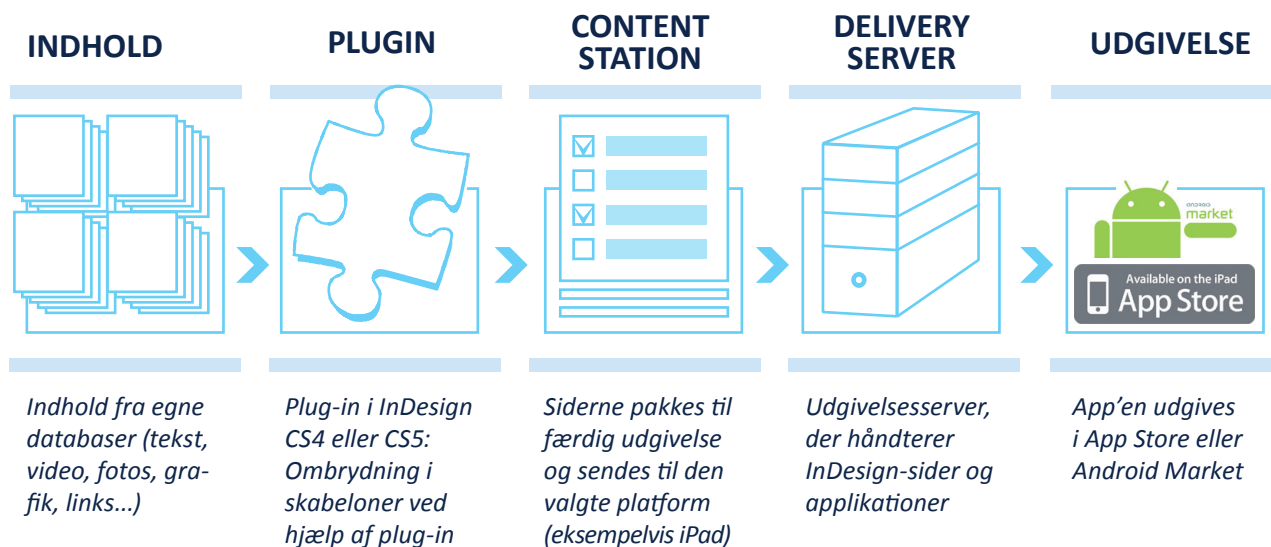 INDHOLD
PLUGIN
CONTENT
STATION
DELIVERY
SERVER
UDGIVELSE
ANDROID
market
Available on the iPad
App Store
Indhold fra egne
databaser (tekst,
video, fotos, gra-
fik, links...)
Plug-in i InDesign
CS4 eller CS5:
Ombrydning i
skabeloner ved
hjælp af plug-in
Siderne pakkes til
færdig udgivelse
og sendes til den
valgte platform
(eksempelvis iPad)
Udgivelsesserver,
der håndterer
InDesign-sider og
applikationer
App’en udgives
i App Store eller
Android Market